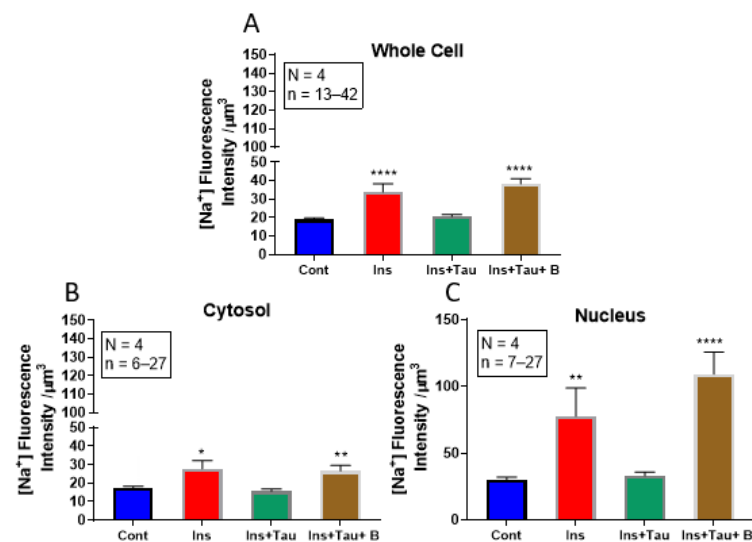 A
Whole Cell
[Na⁺] Fluorescence
Intensity /µm³
150
140
130
120
110
100
50
40
30
20
10
0
N = 4
n = 13–42
****
****
Cont Ins Ins+Tau Ins+Tau+ B
B
Cytosol
[Na⁺] Fluorescence
Intensity /µm³
150
140
130
120
110
100
50
40
30
20
10
0
N = 4
n = 6–27
*
**
Cont Ins Ins+Tau Ins+Tau+ B
C
Nucleus
[Na⁺] Fluorescence
Intensity /µm³
150
100
50
0
N = 4
n = 7–27
**
****
Cont Ins Ins+Tau Ins+Tau+ B